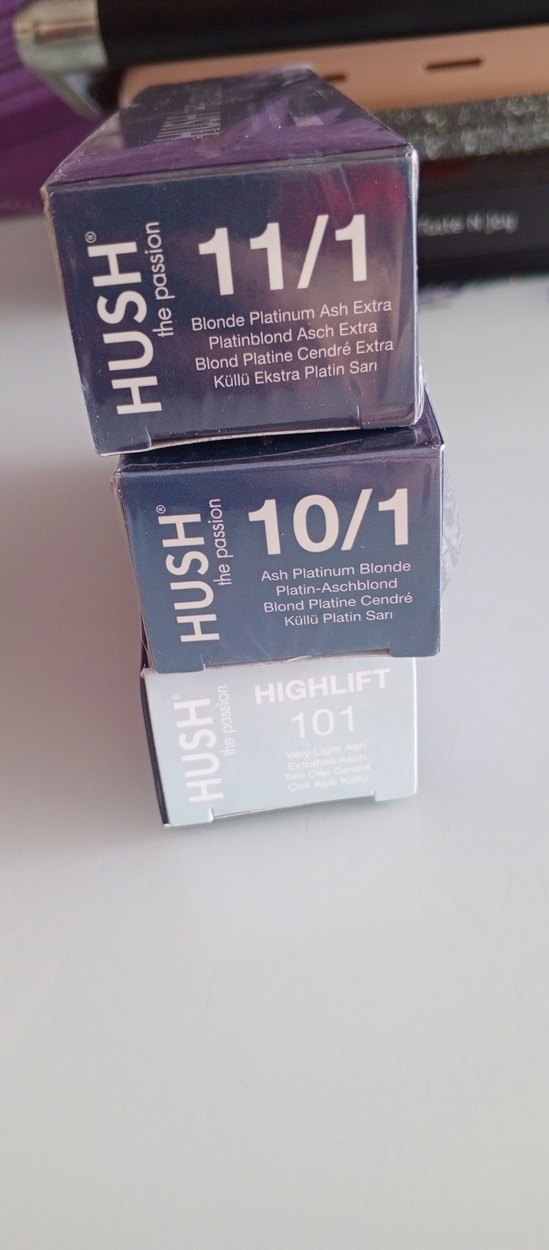 HUSH®
the passion
11/1
Blonde Platinum Ash Extra
Platinblond Asch Extra
Blond Platine Cendré Extra
Küllü Ekstra Platin Sarı
HUSH®
the passion
10/1
Ash Platinum Blonde
Platin-Aschblond
Blond Platine Cendré
Küllü Platin Sarı
HUSH®
the passion
HIGHLIFT
101
Very Light Ash
Extrahell Asch
Très Clair Cendré
Çok Açık Küllü